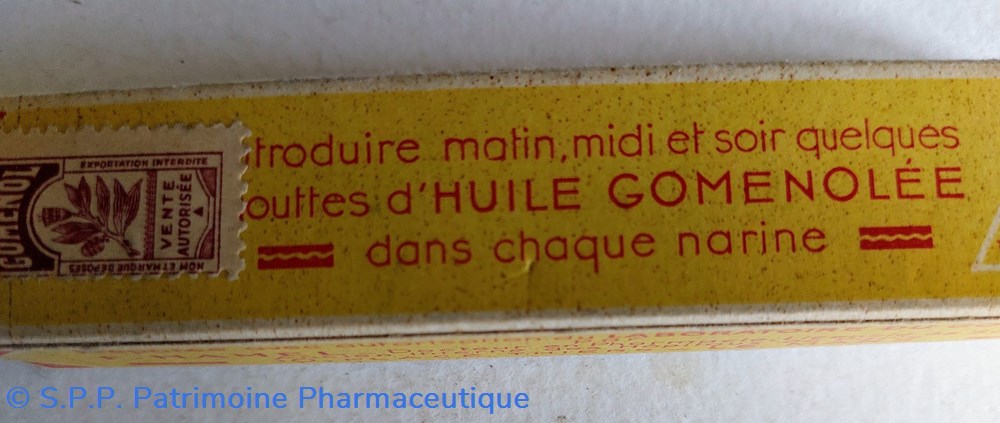 troduire matin, midi et soir quelques
outtes d'HUILE GOMENOLÉE
dans chaque narine
EXPORTATION INTERDITE
GOMENOL
VENTE
AUTORISÉE
NOM ET MARQUE DÉPOSÉS
© S.P.P. Patrimoine Pharmaceutique